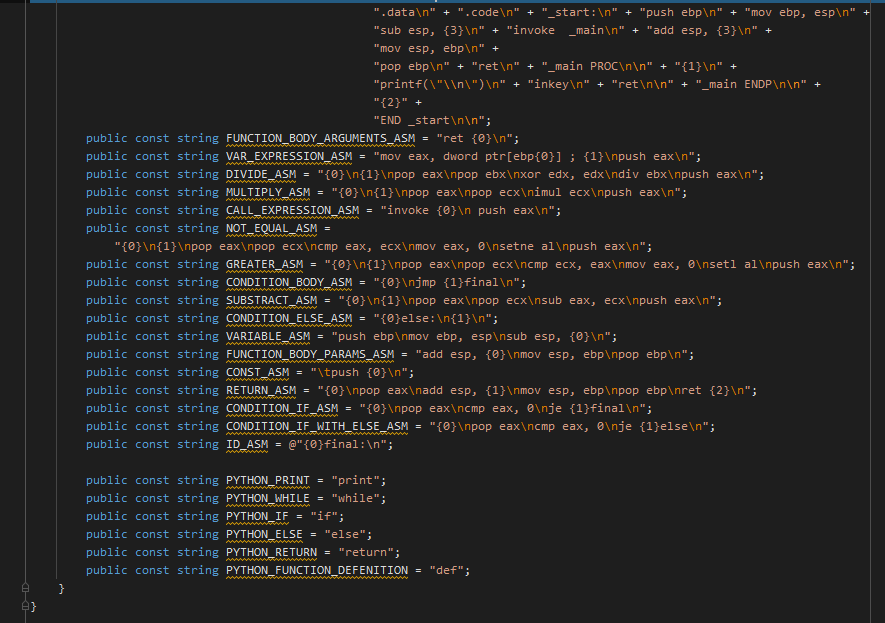 ".data\n" + ".code\n" + "_start:\n" + "push ebp\n" + "mov ebp, esp\n" +
"sub esp, {3}\n" + "invoke  _main\n" + "add esp, {3}\n" +
"mov esp, ebp\n" +
"pop ebp\n" + "ret\n" + "_main PROC\n\n" + "{1}\n" +
"printf(\"\\n\")\n" + "inkey\n" + "ret\n\n" + "_main ENDP\n\n" +
"{2}" +
"END _start\n\n";
public const string FUNCTION_BODY_ARGUMENTS_ASM = "ret {0}\n";
public const string VAR_EXPRESSION_ASM = "mov eax, dword ptr[ebp{0}] ; {1}\npush eax\n";
public const string DIVIDE_ASM = "{0}\n{1}\npop eax\npop ebx\nxor edx, edx\ndiv ebx\npush eax\n";
public const string MULTIPLY_ASM = "{0}\n{1}\npop eax\npop ecx\nimul ecx\npush eax\n";
public const string CALL_EXPRESSION_ASM = "invoke {0}\n push eax\n";
public const string NOT_EQUAL_ASM =
"{0}\n{1}\npop eax\npop ecx\ncmp eax, ecx\nmov eax, 0\nsetne al\npush eax\n";
public const string GREATER_ASM = "{0}\n{1}\npop eax\npop ecx\ncmp ecx, eax\nmov eax, 0\nsetl al\npush eax\n";
public const string CONDITION_BODY_ASM = "{0}\njmp {1}final\n";
public const string SUBSTRACT_ASM = "{0}\n{1}\npop eax\npop ecx\nsub eax, ecx\npush eax\n";
public const string CONDITION_ELSE_ASM = "{0}else:\n{1}\n";
public const string VARIABLE_ASM = "push ebp\nmov ebp, esp\nsub esp, {0}\n";
public const string FUNCTION_BODY_PARAMS_ASM = "add esp, {0}\nmov esp, ebp\npop ebp\n";
public const string CONST_ASM = "\tpush {0}\n";
public const string RETURN_ASM = "{0}\npop eax\nadd esp, {1}\nmov esp, ebp\npop ebp\nret {2}\n";
public const string CONDITION_IF_ASM = "{0}\npop eax\ncmp eax, 0\nje {1}final\n";
public const string CONDITION_IF_WITH_ELSE_ASM = "{0}\npop eax\ncmp eax, 0\nje {1}else\n";
public const string ID_ASM = @"{0}final:\n";
public const string PYTHON_PRINT = "print";
public const string PYTHON_WHILE = "while";
public const string PYTHON_IF = "if";
public const string PYTHON_ELSE = "else";
public const string PYTHON_RETURN = "return";
public const string PYTHON_FUNCTION_DEFENITION = "def";
}
}